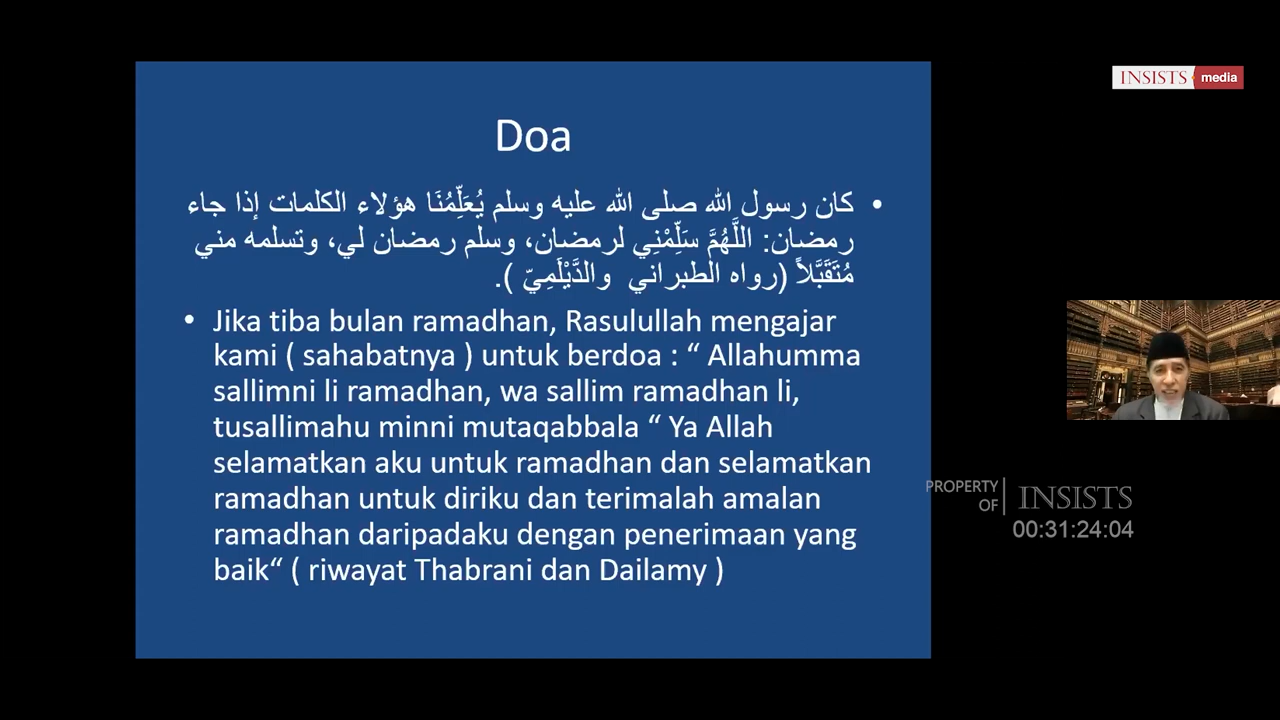 INSISTS media
Doa
• كان رسول الله صلى الله عليه وسلم يُعَلِّمُنَا هؤلاء الكلمات إذا جاء
رمضان: اللَّهُمَّ سَلِّمْنِي لرمضان، وسلم رمضان لي، وتسلمه مني
مُتَقَبَّلاً (رواه الطبراني والدَّيْلَمِيّ ).
• Jika tiba bulan ramadhan, Rasulullah mengajar
kami ( sahabatnya ) untuk berdoa : “ Allahumma
sallimni li ramadhan, wa sallim ramadhan li,
tusallimahu minni mutaqabbala “ Ya Allah
selamatkan aku untuk ramadhan dan selamatkan
ramadhan untuk diriku dan terimalah amalan
ramadhan daripadaku dengan penerimaan yang
baik“ ( riwayat Thabrani dan Dailamy )
PROPERTY OF INSISTS
00:31:24:04